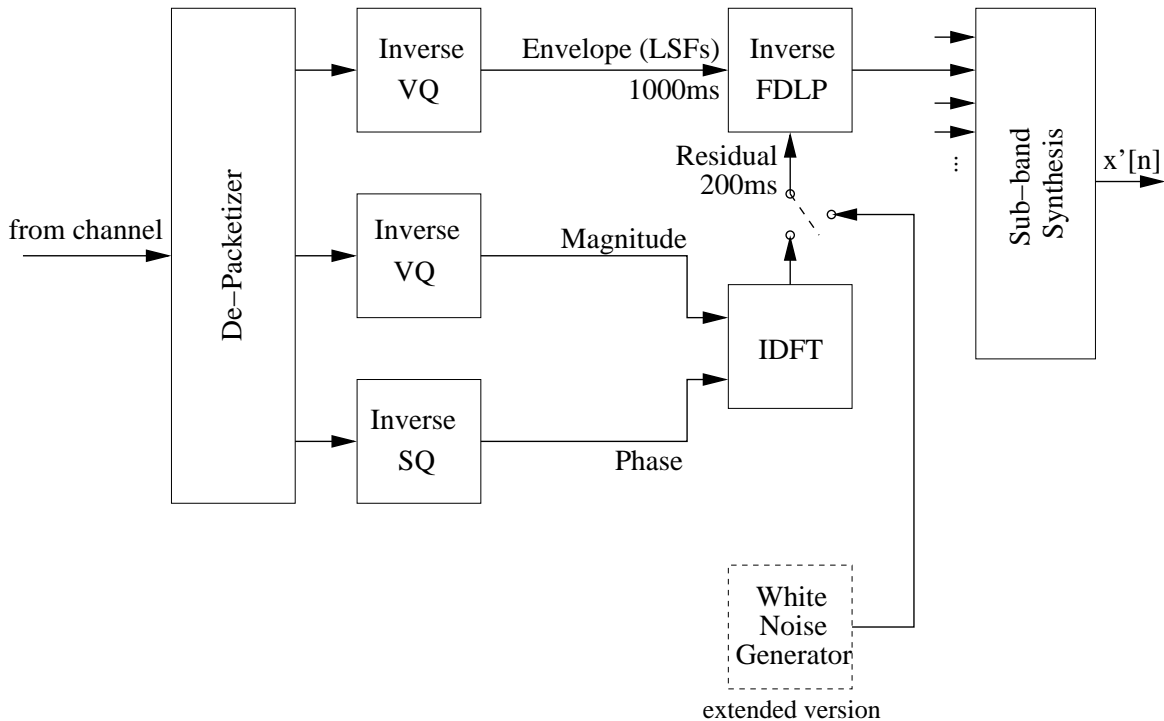 Inverse
VQ
Envelope (LSFs)
1000ms
Inverse
FDLP
Residual
200ms
...
Sub−band
Synthesis
x’[n]
from channel
De−Packetizer
Inverse
VQ
Magnitude
IDFT
Inverse
SQ
Phase
White
Noise
Generator
extended version